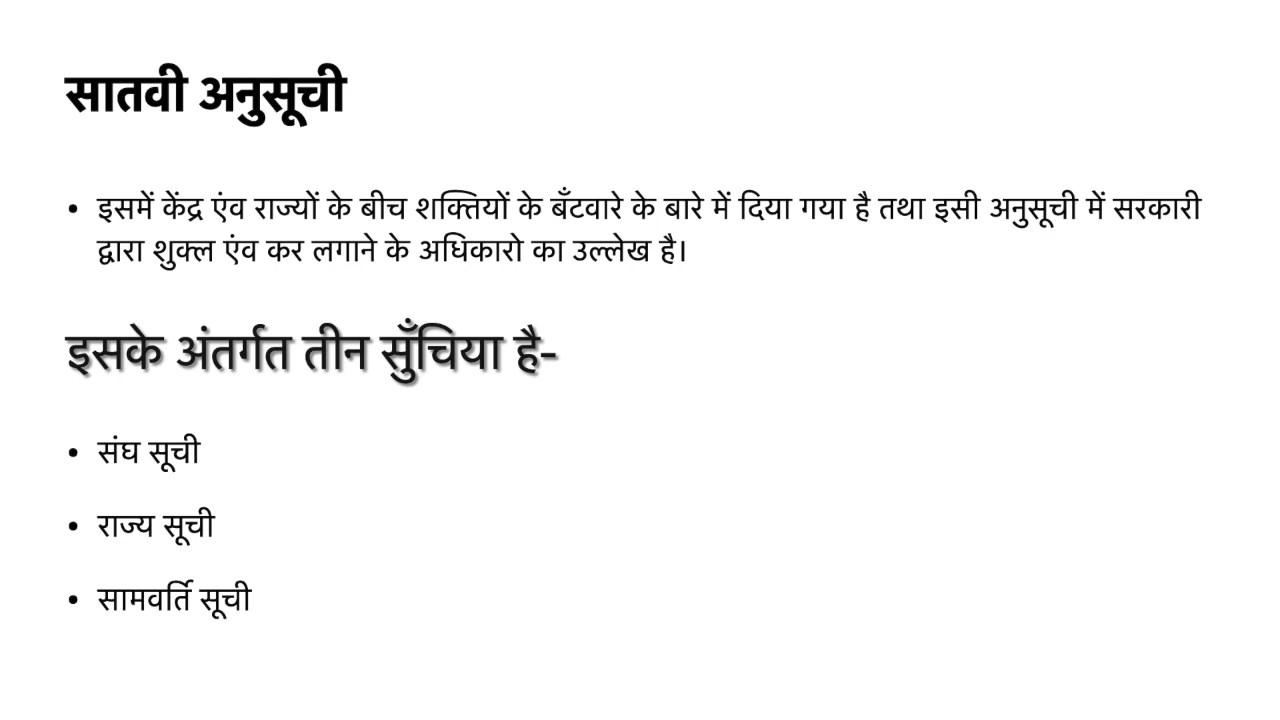 सातवी अनुसूची
• इसमें केंद्र एंव राज्यों के बीच शक्तियों के बँटवारे के बारे में दिया गया है तथा इसी अनुसूची में सरकारी
द्वारा शुक्ल एंव कर लगाने के अधिकारो का उल्लेख है।
इसके अंतर्गत तीन सुँचिया है-
• संघ सूची
• राज्य सूची
• सामवर्ति सूची